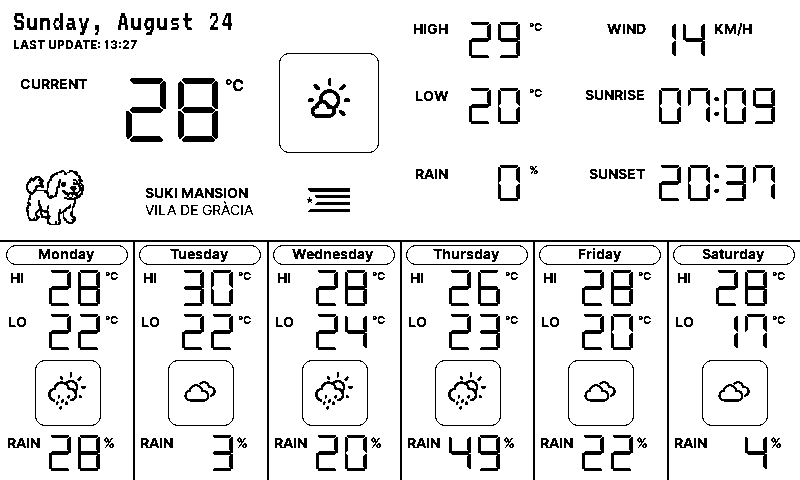 Sunday, August 24
LAST UPDATE: 13:27
CURRENT 28 °C
SUKI MANSION
VILA DE GRÀCIA
HIGH 29 °C
LOW 20 °C
RAIN 0 %
WIND 14 KM/H
SUNRISE 07:09
SUNSET 20:37
Monday
HI 28 °C
LO 22 °C
RAIN 28 %
Tuesday
HI 30 °C
LO 22 °C
RAIN 3 %
Wednesday
HI 28 °C
LO 24 °C
RAIN 20 %
Thursday
HI 26 °C
LO 23 °C
RAIN 49 %
Friday
HI 28 °C
LO 20 °C
RAIN 22 %
Saturday
HI 28 °C
LO 17 °C
RAIN 4 %